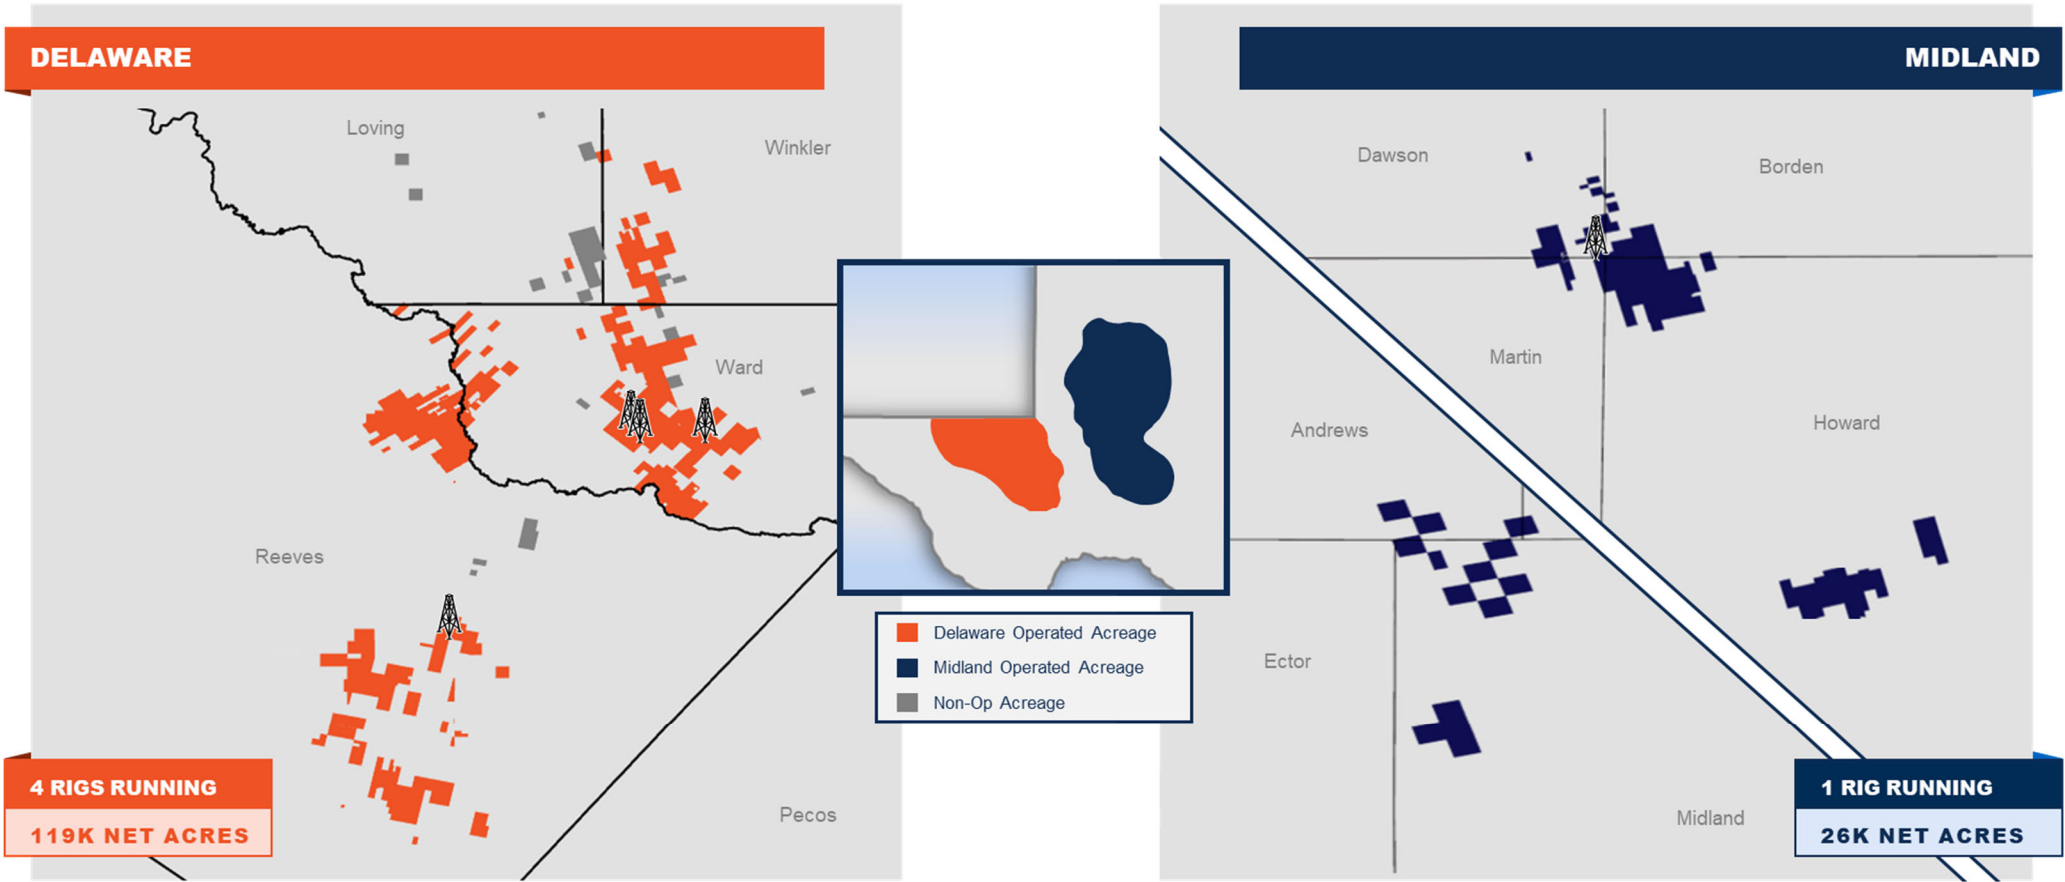 DELAWARE
MIDLAND
Loving
Winkler
Ward
Reeves
Pecos
4 RIGS RUNNING
119K NET ACRES
Delaware Operated Acreage
Midland Operated Acreage
Non-Op Acreage
Dawson
Borden
Martin
Andrews
Howard
Ector
Midland
1 RIG RUNNING
26K NET ACRES